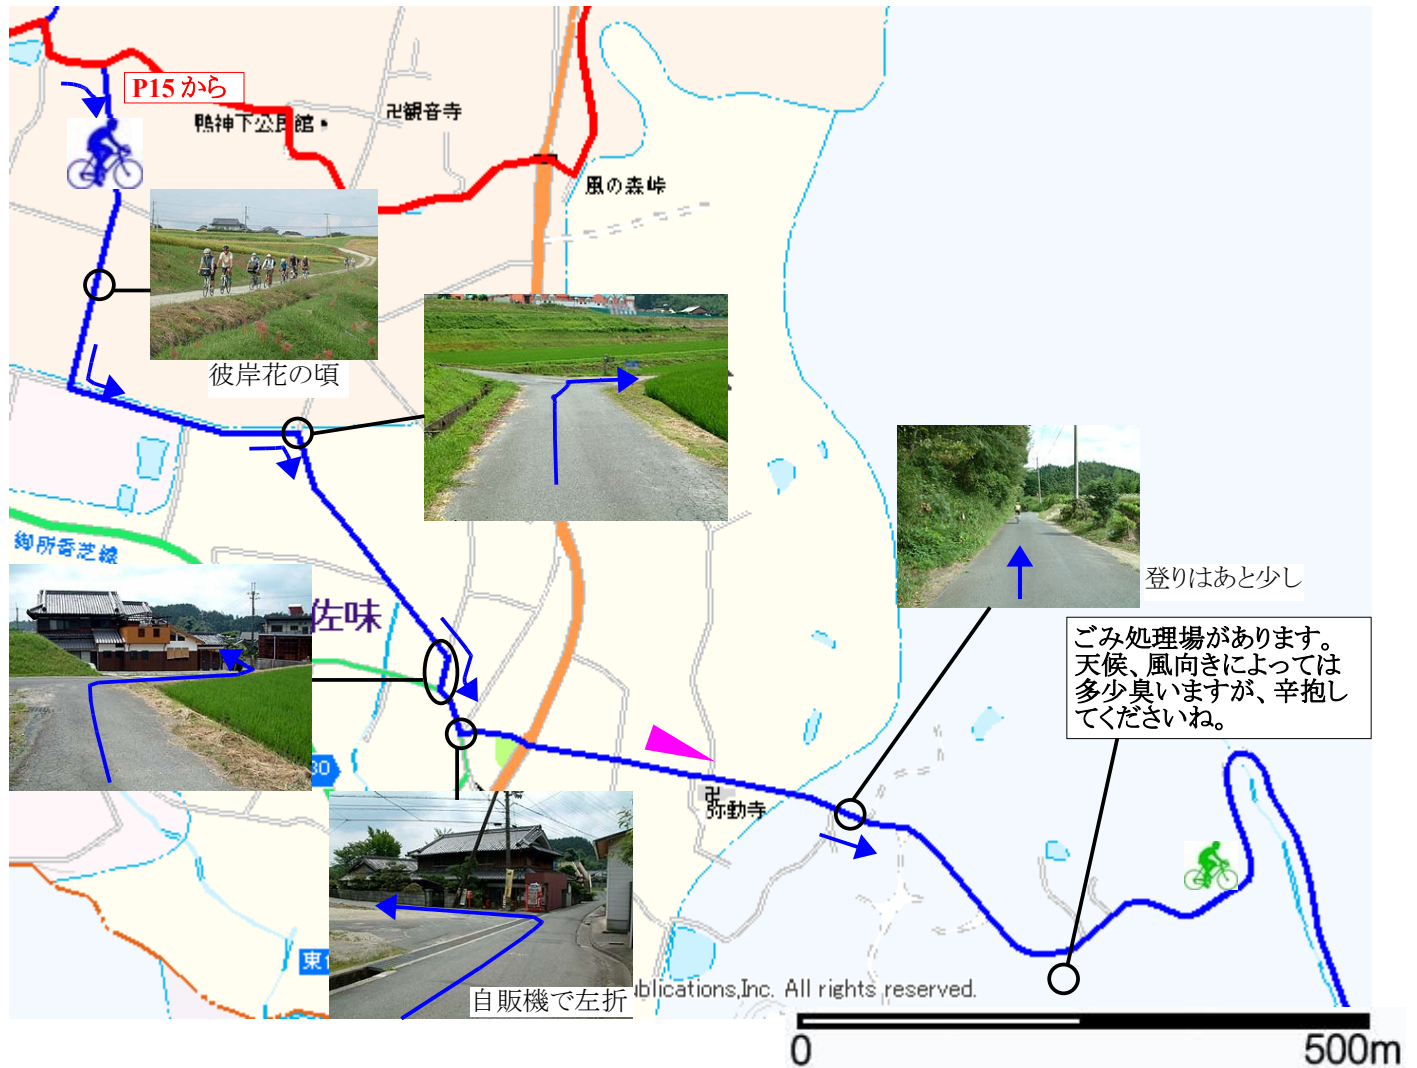 P15から
卍観音寺
鴨神下公民館
風の森峠
彼岸花の頃
御所香芝線
登りはあと少し
佐味
ごみ処理場があります。
天候、風向きによっては
多少臭いますが、辛抱し
てくださいね。
30
卍
弥勒寺
東
自販機で左折
ublications,Inc. All rights reserved.
0
500m